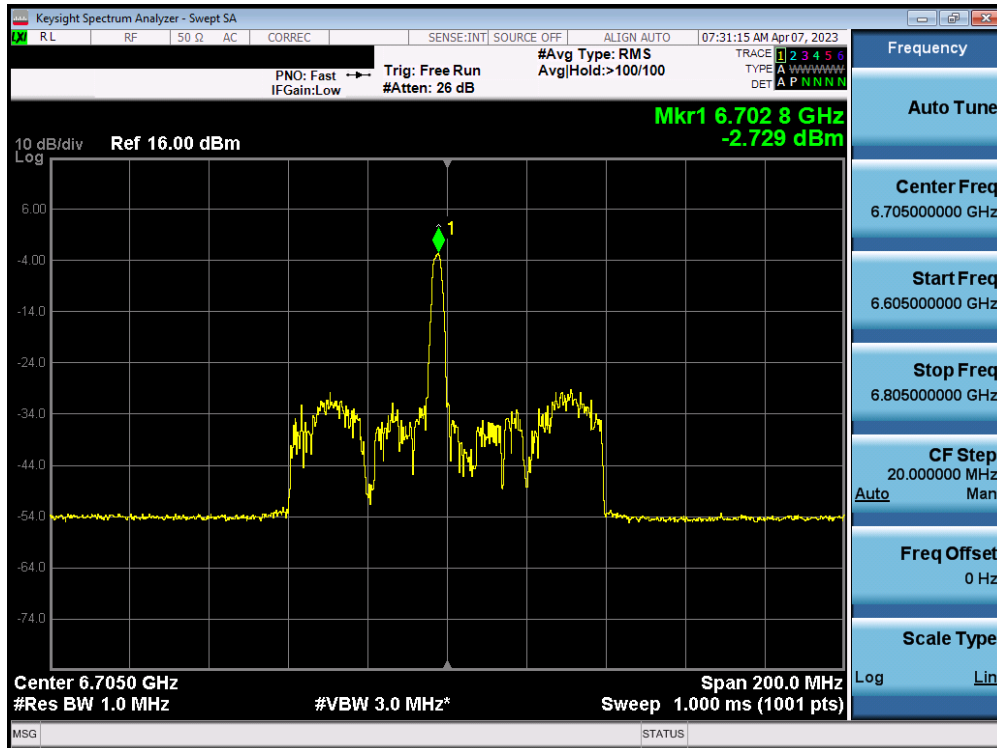 Keysight Spectrum Analyzer - Swept SA
LXI RL RF 50 Ω AC CORREC SENSE:INT SOURCE OFF ALIGN AUTO 07:31:15 AM Apr 07, 2023
PNO: Fast
IFGain:Low
Trig: Free Run
#Atten: 26 dB
#Avg Type: RMS
Avg|Hold:>100/100
TRACE 1 2 3 4 5 6
TYPE A WWWWW
DET A P N N N N
Mkr1 6.702 8 GHz
-2.729 dBm
10 dB/div Ref 16.00 dBm
Log
1
6.00
-4.00
-14.0
-24.0
-34.0
-44.0
-54.0
-64.0
-74.0
Center 6.7050 GHz Span 200.0 MHz
#Res BW 1.0 MHz #VBW 3.0 MHz* Sweep 1.000 ms (1001 pts)
MSG STATUS
Frequency
Auto Tune
Center Freq
6.705000000 GHz
Start Freq
6.605000000 GHz
Stop Freq
6.805000000 GHz
CF Step
20.000000 MHz
Auto Man
Freq Offset
0 Hz
Scale Type
Log Lin